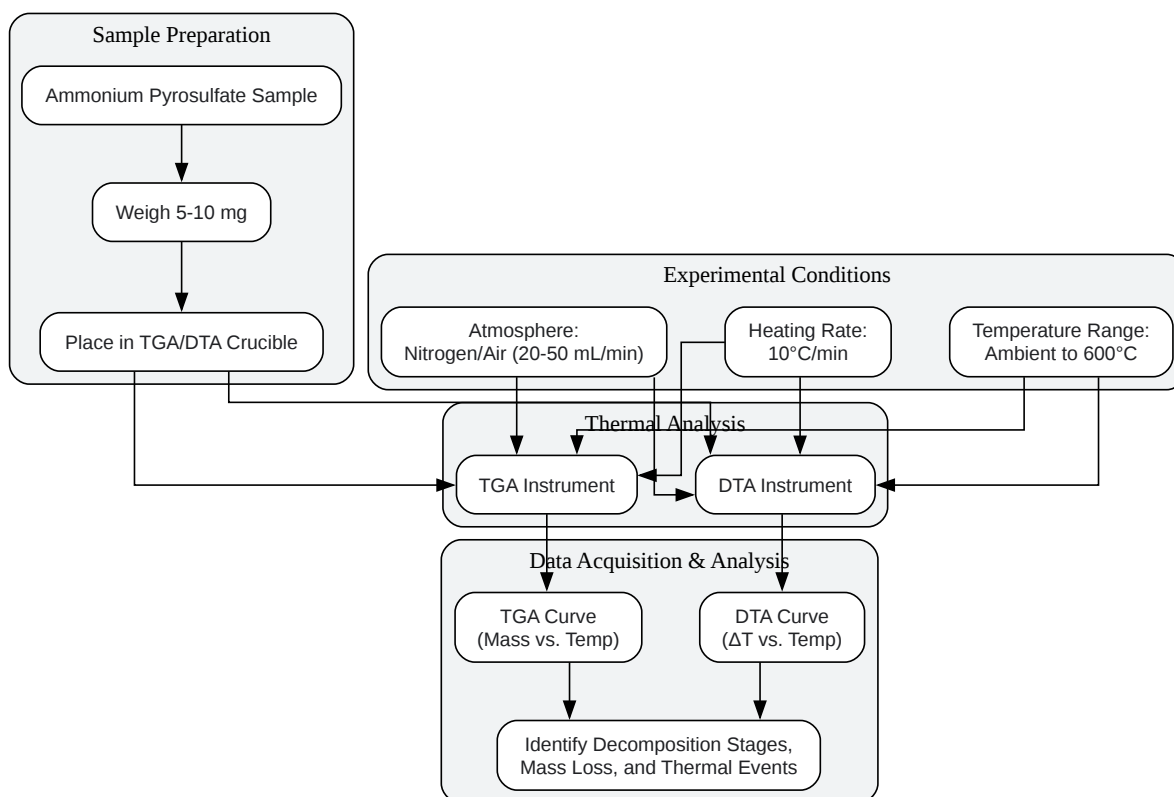 Sample Preparation
Ammonium Pyrosulfate Sample
Weigh 5-10 mg
Place in TGA/DTA Crucible
Experimental Conditions
Atmosphere:
Nitrogen/Air (20-50 mL/min)
Heating Rate:
10°C/min
Temperature Range:
Ambient to 600°C
Thermal Analysis
TGA Instrument
DTA Instrument
Data Acquisition & Analysis
TGA Curve
(Mass vs. Temp)
DTA Curve
(ΔT vs. Temp)
Identify Decomposition Stages,
Mass Loss, and Thermal Events